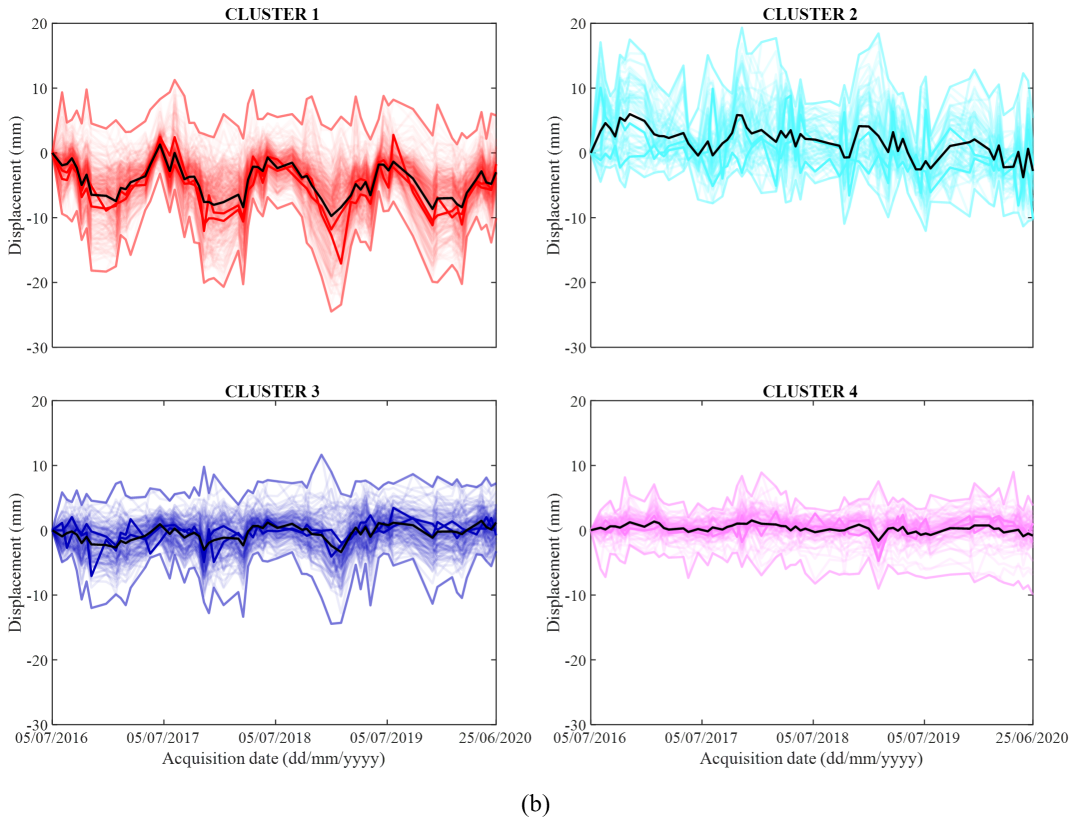 CLUSTER 1
20
10
0
-10
-20
-30
Displacement (mm)
CLUSTER 2
20
10
0
-10
-20
-30
Displacement (mm)
CLUSTER 3
20
10
0
-10
-20
-30
Displacement (mm)
05/07/2016 05/07/2017 05/07/2018 05/07/2019 25/06/2020
Acquisition date (dd/mm/yyyy)
CLUSTER 4
20
10
0
-10
-20
-30
Displacement (mm)
05/07/2016 05/07/2017 05/07/2018 05/07/2019 25/06/2020
Acquisition date (dd/mm/yyyy)
(b)